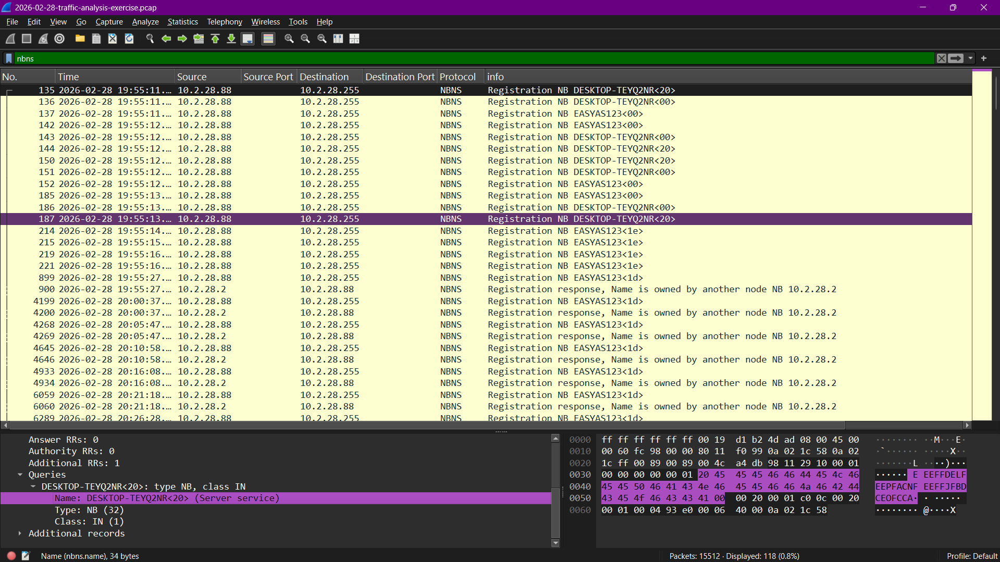 2026-02-28-traffic-analysis-exercise.pcap
File Edit View Go Capture Analyze Statistics Telephony Wireless Tools Help
nbns
No. Time Source Source Port Destination Destination Port Protocol info
135 2026-02-28 19:55:11.… 10.2.28.88 10.2.28.255 NBNS Registration NB DESKTOP-TEYQ2NR<20>
136 2026-02-28 19:55:11.… 10.2.28.88 10.2.28.255 NBNS Registration NB DESKTOP-TEYQ2NR<00>
137 2026-02-28 19:55:11.… 10.2.28.88 10.2.28.255 NBNS Registration NB EASYAS123<00>
142 2026-02-28 19:55:12.… 10.2.28.88 10.2.28.255 NBNS Registration NB EASYAS123<00>
143 2026-02-28 19:55:12.… 10.2.28.88 10.2.28.255 NBNS Registration NB DESKTOP-TEYQ2NR<00>
144 2026-02-28 19:55:12.… 10.2.28.88 10.2.28.255 NBNS Registration NB DESKTOP-TEYQ2NR<20>
150 2026-02-28 19:55:12.… 10.2.28.88 10.2.28.255 NBNS Registration NB DESKTOP-TEYQ2NR<20>
151 2026-02-28 19:55:12.… 10.2.28.88 10.2.28.255 NBNS Registration NB DESKTOP-TEYQ2NR<00>
152 2026-02-28 19:55:12.… 10.2.28.88 10.2.28.255 NBNS Registration NB EASYAS123<00>
185 2026-02-28 19:55:13.… 10.2.28.88 10.2.28.255 NBNS Registration NB EASYAS123<00>
186 2026-02-28 19:55:13.… 10.2.28.88 10.2.28.255 NBNS Registration NB DESKTOP-TEYQ2NR<00>
187 2026-02-28 19:55:13.… 10.2.28.88 10.2.28.255 NBNS Registration NB DESKTOP-TEYQ2NR<20>
214 2026-02-28 19:55:14.… 10.2.28.88 10.2.28.255 NBNS Registration NB EASYAS123<1e>
215 2026-02-28 19:55:15.… 10.2.28.88 10.2.28.255 NBNS Registration NB EASYAS123<1e>
219 2026-02-28 19:55:16.… 10.2.28.88 10.2.28.255 NBNS Registration NB EASYAS123<1e>
221 2026-02-28 19:55:16.… 10.2.28.88 10.2.28.255 NBNS Registration NB EASYAS123<1e>
899 2026-02-28 19:55:27.… 10.2.28.88 10.2.28.255 NBNS Registration NB EASYAS123<1d>
900 2026-02-28 19:55:27.… 10.2.28.2 10.2.28.88 NBNS Registration response, Name is owned by another node NB 10.2.28.2
4199 2026-02-28 20:00:37.… 10.2.28.88 10.2.28.255 NBNS Registration NB EASYAS123<1d>
4200 2026-02-28 20:00:37.… 10.2.28.2 10.2.28.88 NBNS Registration response, Name is owned by another node NB 10.2.28.2
4268 2026-02-28 20:05:47.… 10.2.28.88 10.2.28.255 NBNS Registration NB EASYAS123<1d>
4269 2026-02-28 20:05:47.… 10.2.28.2 10.2.28.88 NBNS Registration response, Name is owned by another node NB 10.2.28.2
4645 2026-02-28 20:10:58.… 10.2.28.88 10.2.28.255 NBNS Registration NB EASYAS123<1d>
4646 2026-02-28 20:10:58.… 10.2.28.2 10.2.28.88 NBNS Registration response, Name is owned by another node NB 10.2.28.2
4933 2026-02-28 20:16:08.… 10.2.28.88 10.2.28.255 NBNS Registration NB EASYAS123<1d>
4934 2026-02-28 20:16:08.… 10.2.28.2 10.2.28.88 NBNS Registration response, Name is owned by another node NB 10.2.28.2
6059 2026-02-28 20:21:18.… 10.2.28.88 10.2.28.255 NBNS Registration NB EASYAS123<1d>
6060 2026-02-28 20:21:18.… 10.2.28.2 10.2.28.88 NBNS Registration response, Name is owned by another node NB 10.2.28.2
6289 2026-02-28 20:26:28.… 10.2.28.88 10.2.28.255 NBNS Registration NB EASYAS123<1d>
Answer RRs: 0
Authority RRs: 0
Additional RRs: 1
Queries
DESKTOP-TEYQ2NR<20>: type NB, class IN
Name: DESKTOP-TEYQ2NR<20> (Server service)
Type: NB (32)
Class: IN (1)
Additional records
0000 ff ff ff ff ff ff 00 19 d1 b2 4d ad 08 00 45 00 ········ ··M···E·
0010 00 60 fc 98 00 00 80 11 f0 99 0a 02 1c 58 0a 02 ·`······ ·····X··
0020 1c ff 00 89 00 89 00 4c a4 db 98 11 29 10 00 01 ·······L ····)···
0030 00 00 00 00 00 01 20 45 45 45 46 46 44 45 4c 46 ······ E EEFFDELF
0040 45 45 50 46 41 43 4e 46 45 45 46 46 4a 46 42 44 EEPFACNF EEFFJFBD
0050 43 45 4f 46 43 43 41 00 00 20 00 01 c0 0c 00 20 CEOFCCA· · ·····
0060 00 01 00 04 93 e0 00 06 40 00 0a 02 1c 58 ········ @····X
Name (nbns.name), 34 bytes
Packets: 15512 · Displayed: 118 (0.8%)
Profile: Default